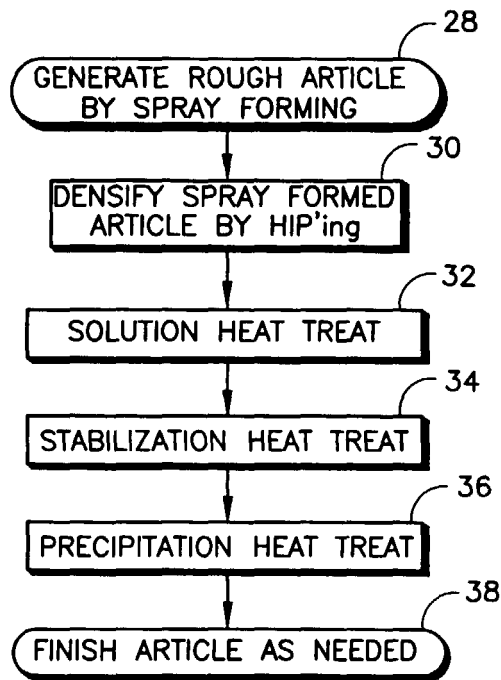 28
GENERATE ROUGH ARTICLE
BY SPRAY FORMING
30
DENSIFY SPRAY FORMED
ARTICLE BY HIP'ing
32
SOLUTION HEAT TREAT
34
STABILIZATION HEAT TREAT
36
PRECIPITATION HEAT TREAT
38
FINISH ARTICLE AS NEEDED